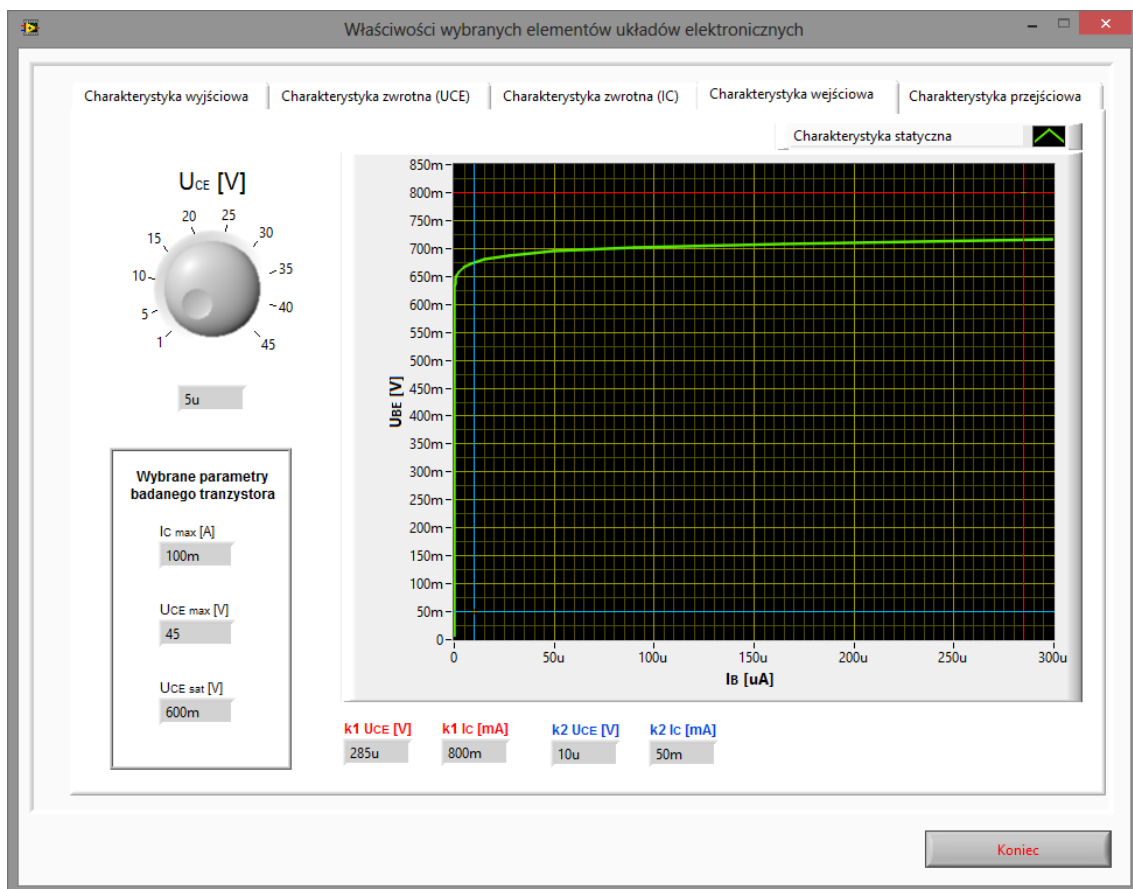 Właściwości wybranych elementów układów elektronicznych
Charakterystyka wyjściowa
Charakterystyka zwrotna (UCE)
Charakterystyka zwrotna (IC)
Charakterystyka wejściowa
Charakterystyka przejściowa
Charakterystyka statyczna
UCE [V]
1
5
10
15
20
25
30
35
40
45
5u
Wybrane parametry
badanego tranzystora
IC max [A]
100m
UCE max [V]
45
UCE sat [V]
600m
UBE [V]
850m
800m
750m
700m
650m
600m
550m
500m
450m
400m
350m
300m
250m
200m
150m
100m
50m
0
0
50u
100u
150u
200u
250u
300u
IB [uA]
k1 UCE [V]
k1 IC [mA]
k2 UCE [V]
k2 IC [mA]
285u
800m
10u
50m
Koniec